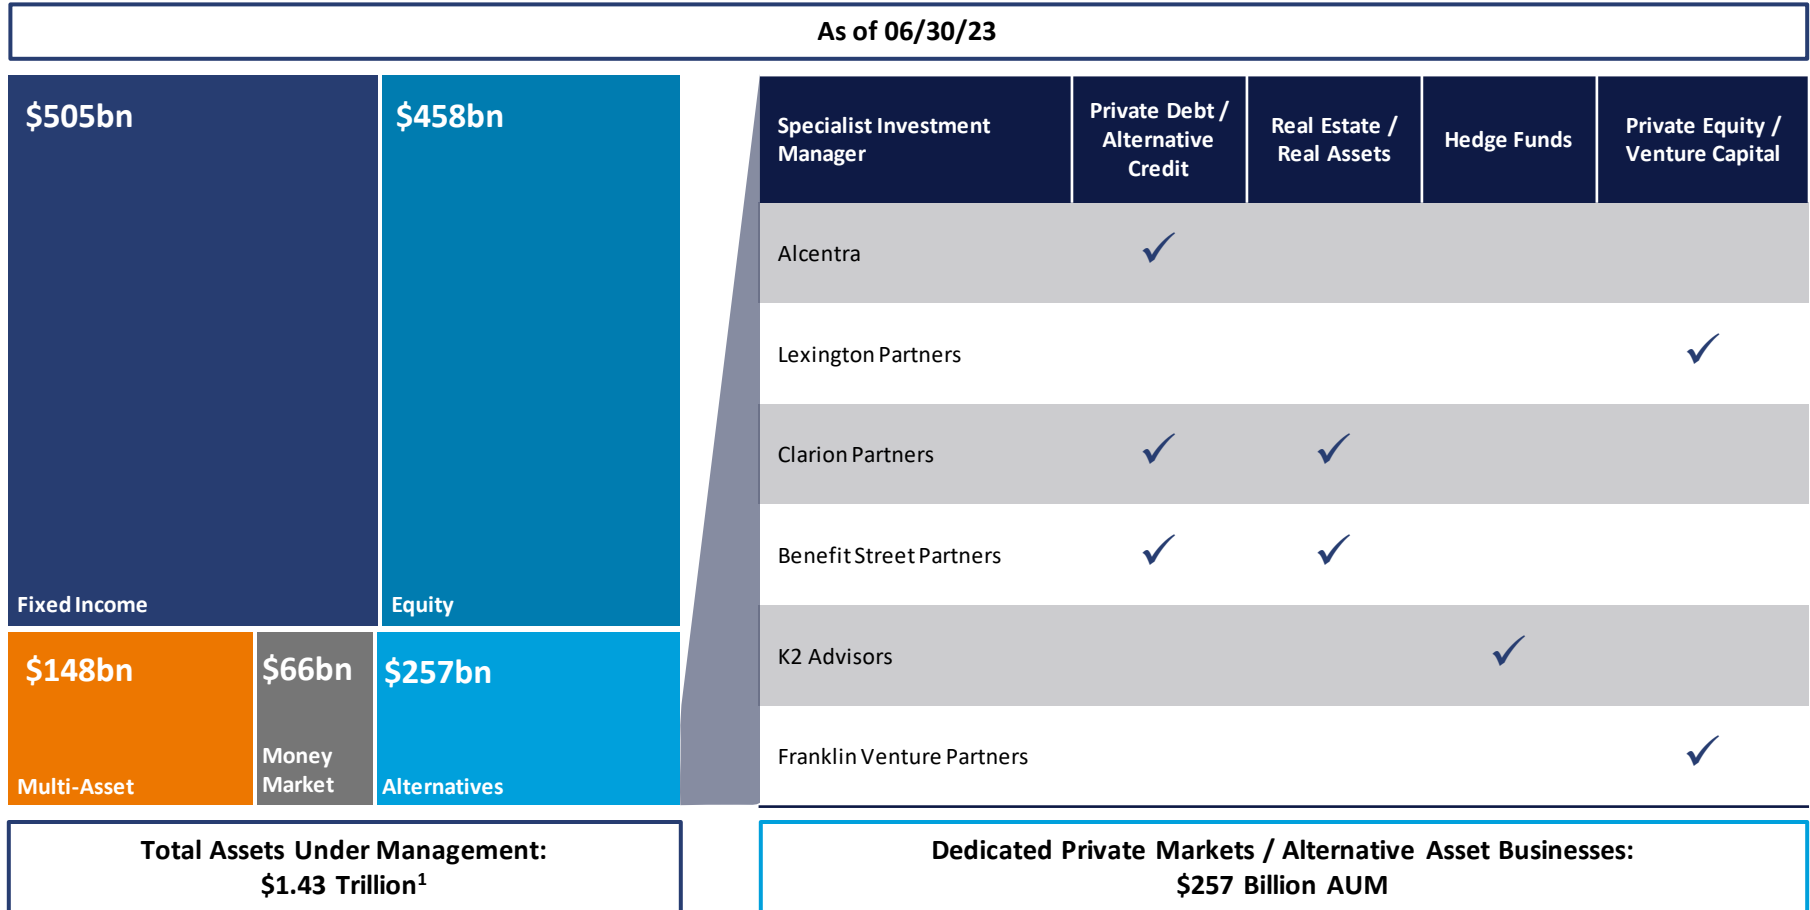 As of 06/30/23
$505bn
Fixed Income
$458bn
Equity
$148bn
Multi-Asset
$66bn
Money
Market
$257bn
Alternatives
Total Assets Under Management:
$1.43 Trillion1
Specialist Investment
Manager
Private Debt /
Alternative
Credit
Real Estate /
Real Assets
Hedge Funds
Private Equity /
Venture Capital
Alcentra ✓
Lexington Partners ✓
Clarion Partners ✓ ✓
Benefit Street Partners ✓ ✓
K2 Advisors ✓
Franklin Venture Partners ✓
Dedicated Private Markets / Alternative Asset Businesses:
$257 Billion AUM